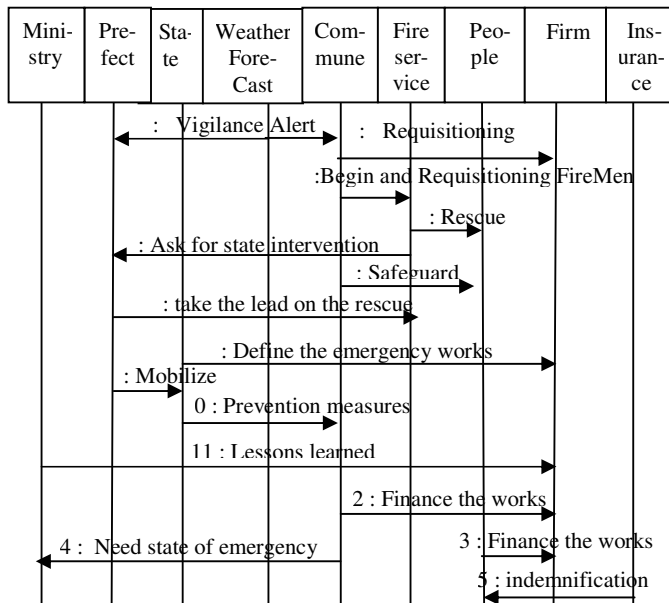 Mini-
stry
Pre-
fect
Sta-
te
Weather
Fore-
Cast
Com-
mune
Fire
service
Peo-
ple
Firm
Ins-
uran-
ce
: Vigilance Alert
: Requisitioning
:Begin and Requisitioning FireMen
: Rescue
: Ask for state intervention
: Safeguard
: take the lead on the rescue
: Define the emergency works
: Mobilize
0 : Prevention measures
11 : Lessons learned
2 : Finance the works
4 : Need state of emergency
3 : Finance the works
5 : indemnification